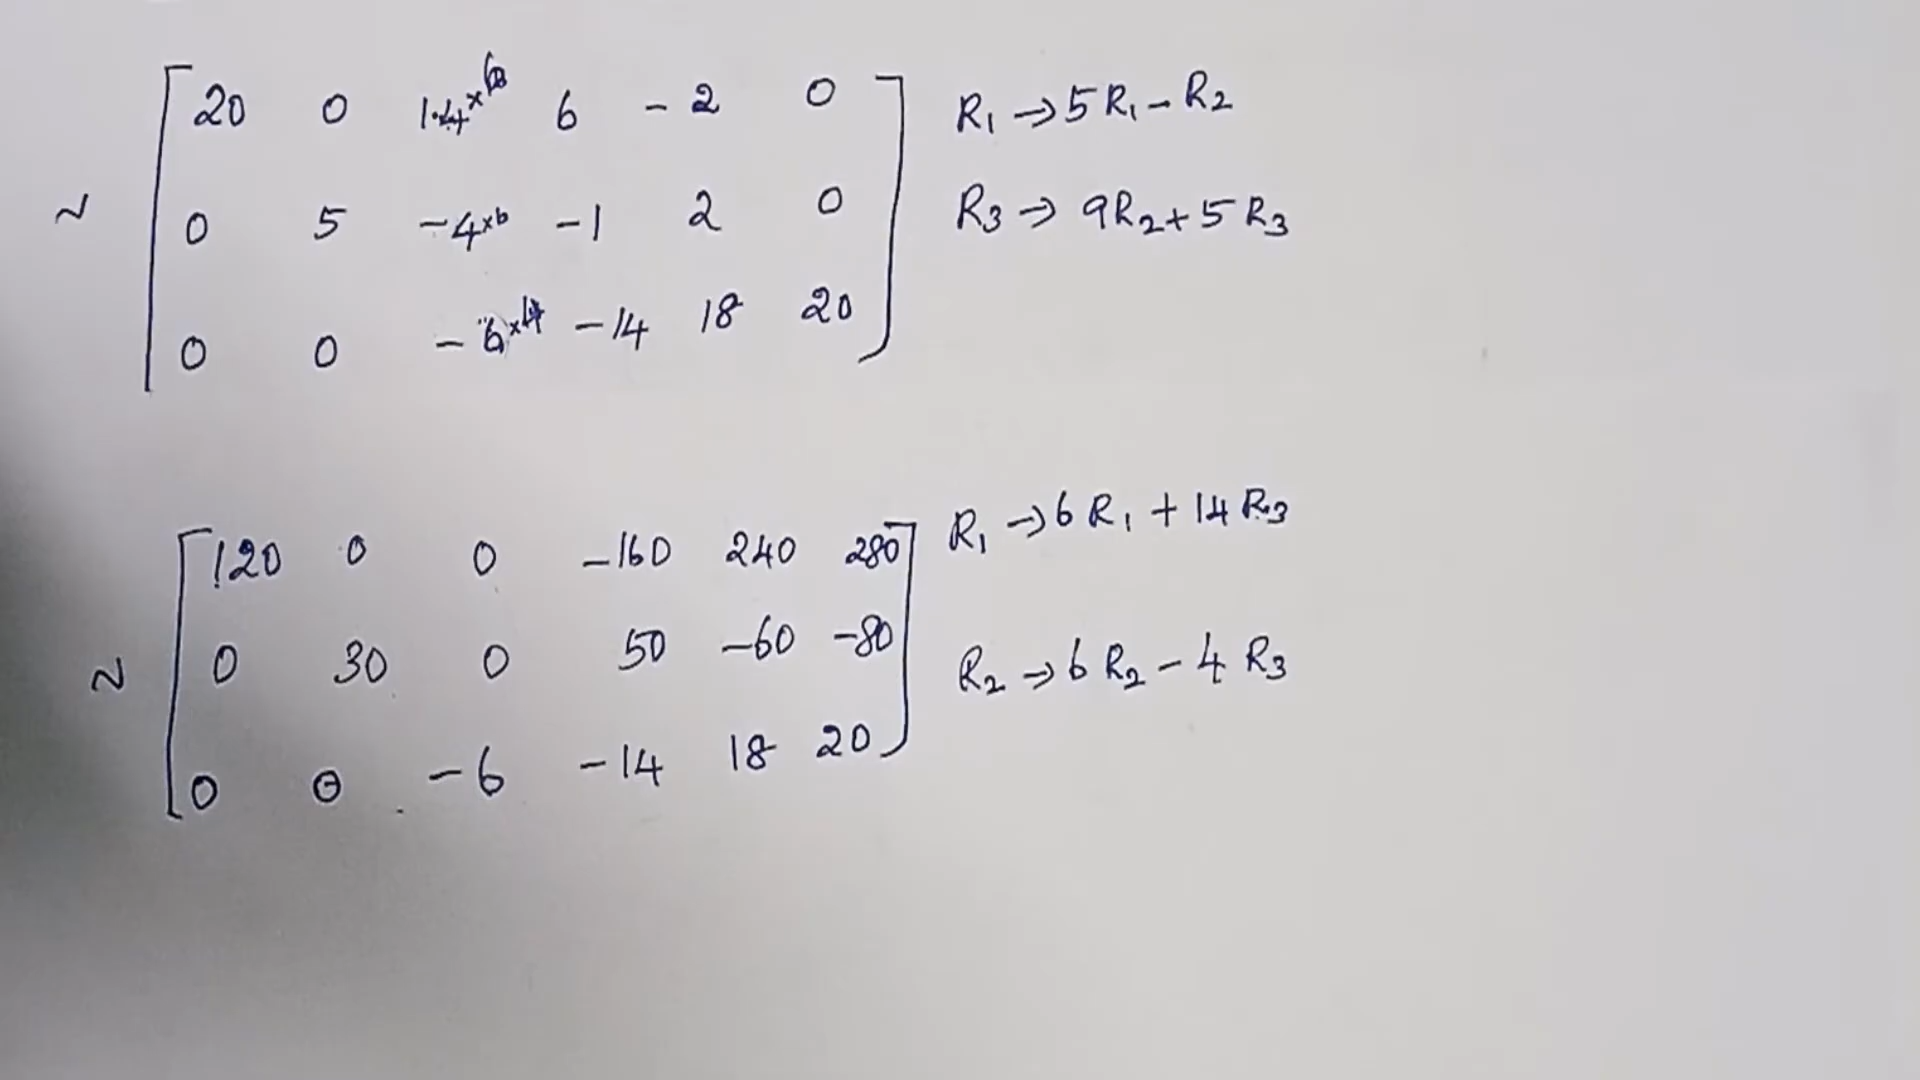 20 0 14×6 6 -2 0 R₁ → 5R₁ - R₂
~ 0 5 -4×6 -1 2 0 R₃ → 9R₂ + 5R₃
0 0 -6×4 -14 18 20
120 0 0 -160 240 280 R₁ → 6R₁ + 14R₃
~ 0 30 0 50 -60 -80 R₂ → 6R₂ - 4R₃
0 0 -6 -14 18 20